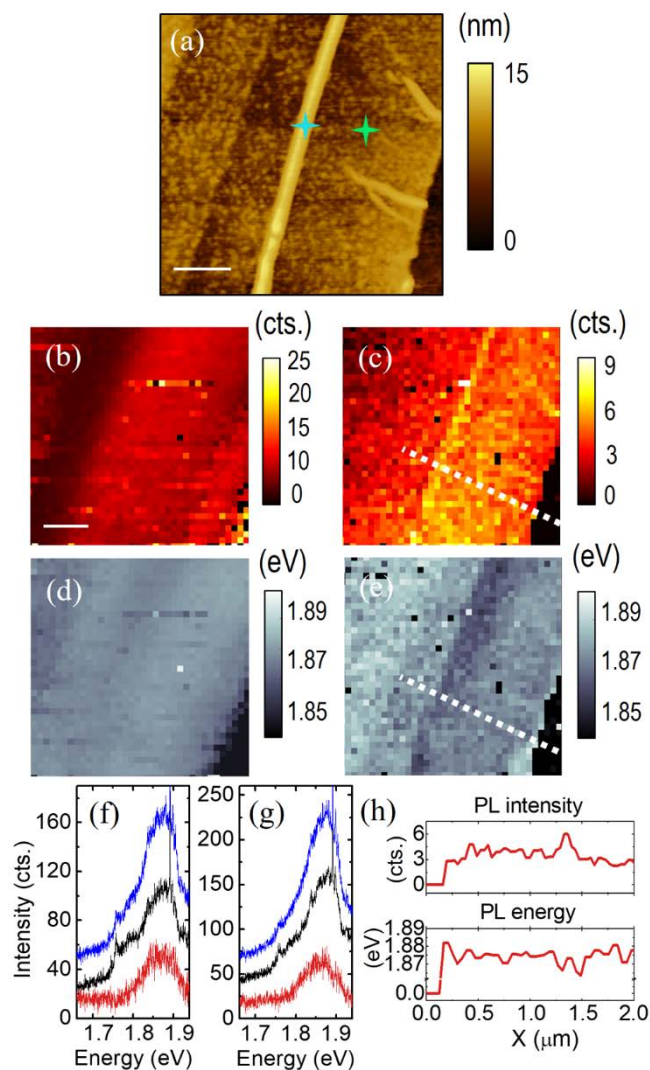 (a)
(nm)
15
0
(b)
(cts.)
25
20
15
10
5
0
(c)
(cts.)
9
6
3
0
(d)
(eV)
1.89
1.87
1.85
(e)
(eV)
1.89
1.87
1.85
(f)
160
120
80
40
0
Intensity (cts.)
1.7 1.8 1.9
Energy (eV)
(g)
250
200
150
100
50
0
1.7 1.8 1.9
Energy (eV)
(h)
PL intensity
6
3
0
(cts.)
PL energy
1.89
1.88
1.87
0.0
(eV)
0.0 0.5 1.0 1.5 2.0
X (μm)